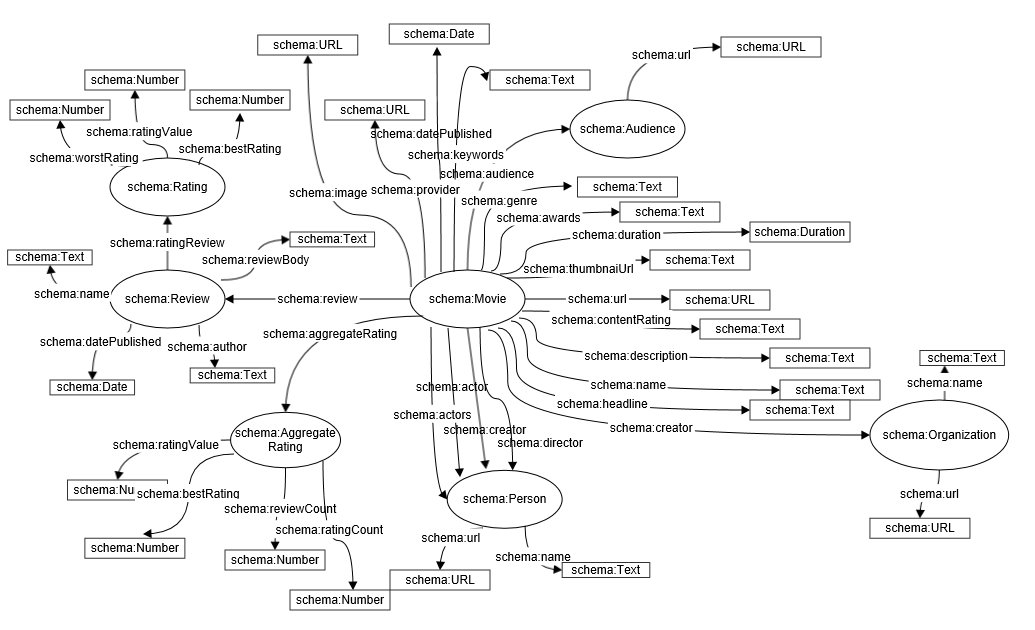 schema:Date
schema:URL
schema:URL
schema:url
schema:Number
schema:Text
schema:Number
schema:Number
schema:URL
schema:ratingValue
schema:datePublished
schema:Audience
schema:bestRating
schema:worstRating
schema:keywords
schema:audience
schema:Rating
schema:image
schema:provider
schema:Text
schema:genre
schema:Text
schema:awards
schema:duration
schema:Duration
schema:ratingReview
schema:Text
schema:reviewBody
schema:Text
schema:thumbnaiUrl
schema:Text
schema:name
schema:Review
schema:review
schema:Movie
schema:url
schema:URL
schema:contentRating
schema:Text
schema:aggregateRating
schema:datePublished
schema:author
schema:description
schema:Text
schema:Text
schema:Text
schema:Date
schema:name
schema:Text
schema:name
schema:actor
schema:headline
schema:Text
schema:actors
schema:creator
schema:creator
schema:director
schema:Organization
schema:Aggregate
Rating
schema:ratingValue
schema:Nu
schema:bestRating
schema:reviewCount
schema:ratingCount
schema:Person
schema:url
schema:URL
schema:url
schema:name
schema:Number
schema:Number
schema:Text
schema:URL
schema:Number